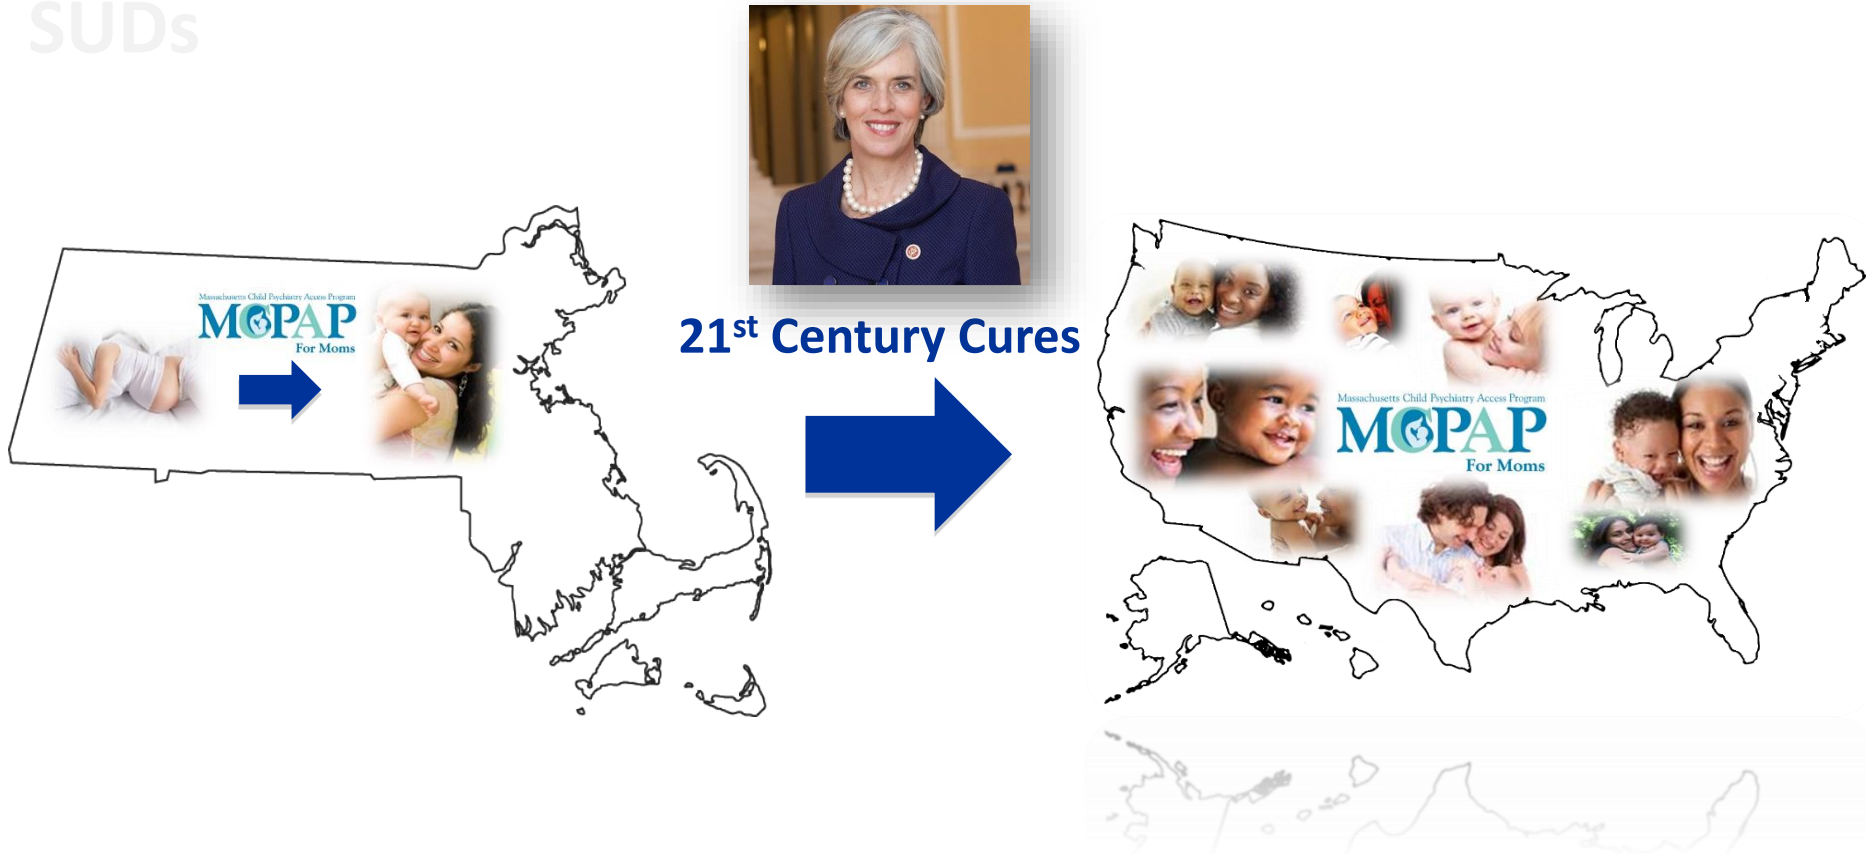 SUDs
Massachusetts Child Psychiatry Access Program
MCPAP
For Moms
21st Century Cures
Massachusetts Child Psychiatry Access Program
MCPAP
For Moms